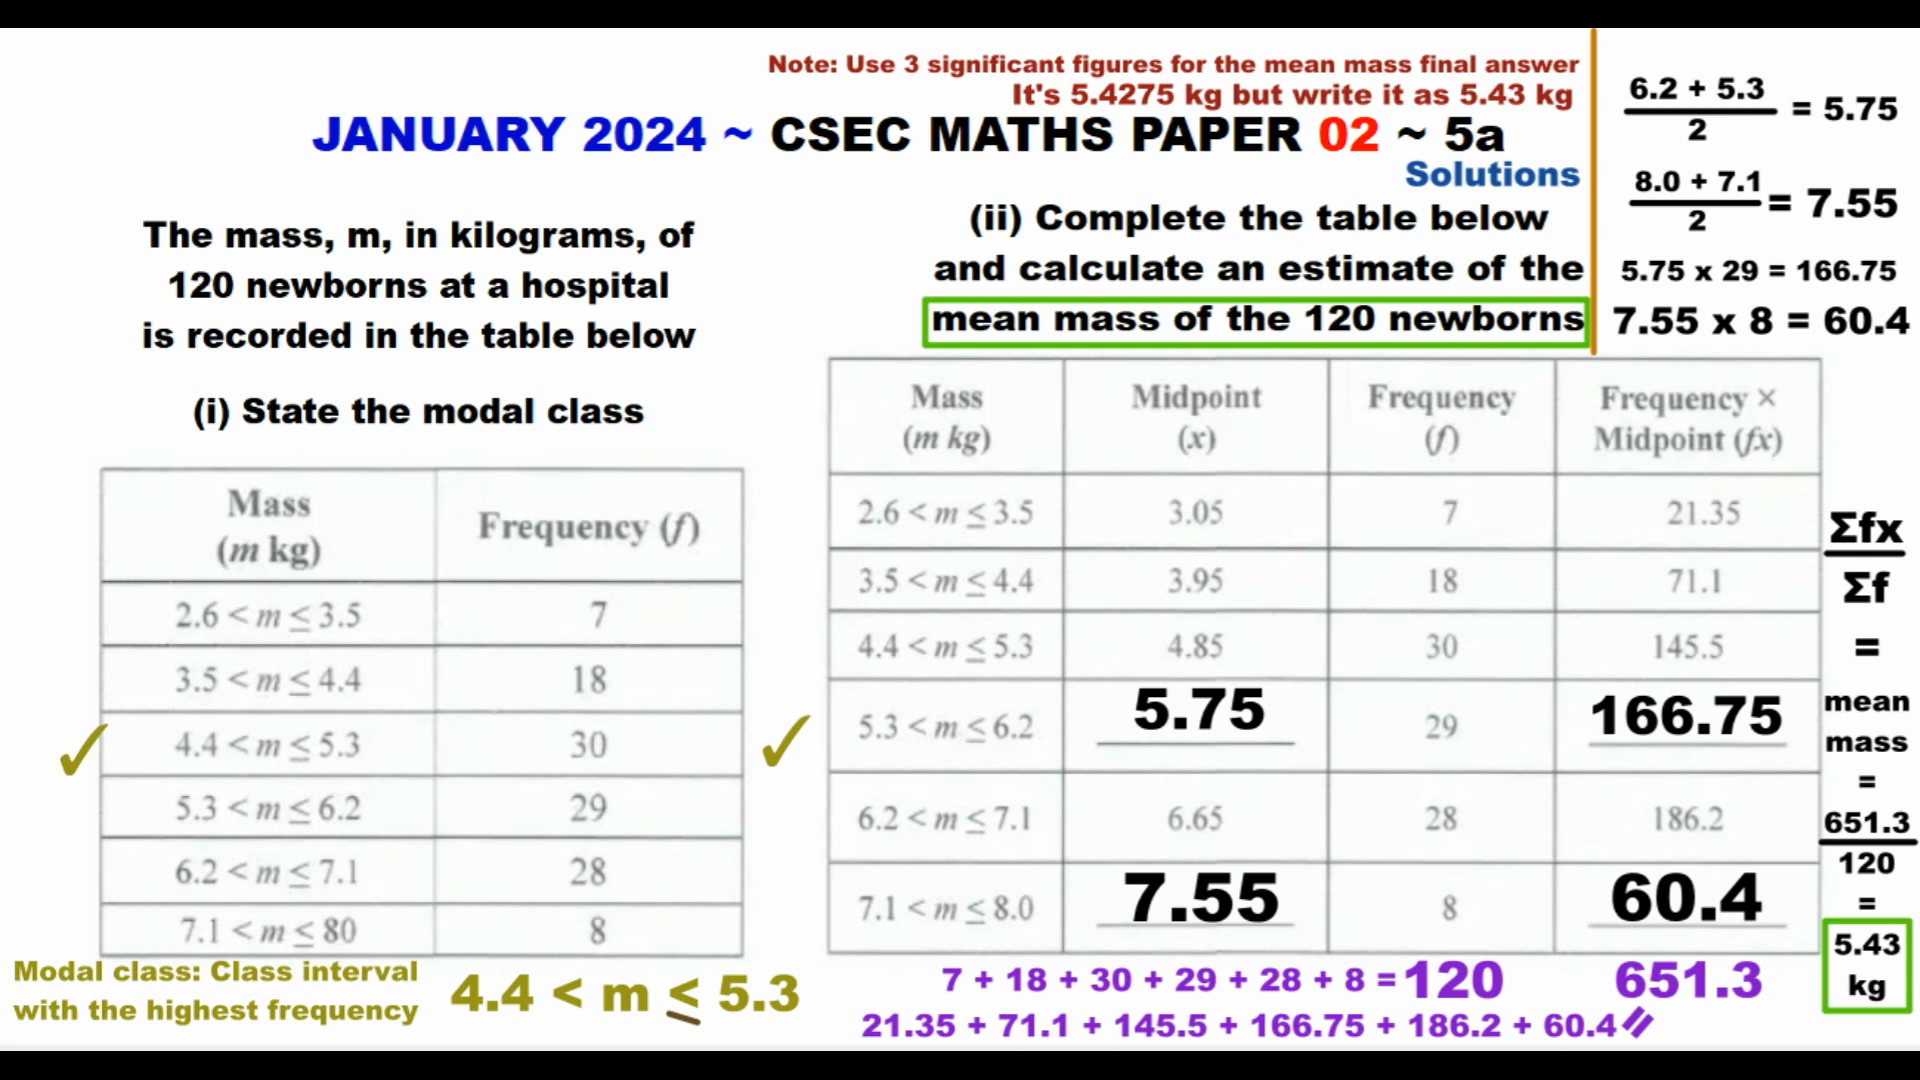 Note: Use 3 significant figures for the mean mass final answer
It's 5.4275 kg but write it as 5.43 kg
JANUARY 2024 ~ CSEC MATHS PAPER 02 ~ 5a
Solutions
The mass, m, in kilograms, of
120 newborns at a hospital
is recorded in the table below
(i) State the modal class
Mass (m kg) Frequency (f)
2.6 < m ≤ 3.5 7
3.5 < m ≤ 4.4 18
✓ 4.4 < m ≤ 5.3 30
5.3 < m ≤ 6.2 29
6.2 < m ≤ 7.1 28
7.1 < m ≤ 80 8
Modal class: Class interval
with the highest frequency
4.4 < m ≤ 5.3
(ii) Complete the table below
and calculate an estimate of the
mean mass of the 120 newborns
6.2 + 5.3
2
= 5.75
8.0 + 7.1
2
= 7.55
5.75 x 29 = 166.75
7.55 x 8 = 60.4
Mass (m kg) Midpoint (x) Frequency (f) Frequency × Midpoint (fx)
2.6 < m ≤ 3.5 3.05 7 21.35
3.5 < m ≤ 4.4 3.95 18 71.1
4.4 < m ≤ 5.3 4.85 30 145.5
✓ 5.3 < m ≤ 6.2 5.75 29 166.75
6.2 < m ≤ 7.1 6.65 28 186.2
7.1 < m ≤ 8.0 7.55 8 60.4
7 + 18 + 30 + 29 + 28 + 8 = 120 651.3
21.35 + 71.1 + 145.5 + 166.75 + 186.2 + 60.4
Σfx
Σf
=
mean
mass
=
651.3
120
=
5.43
kg